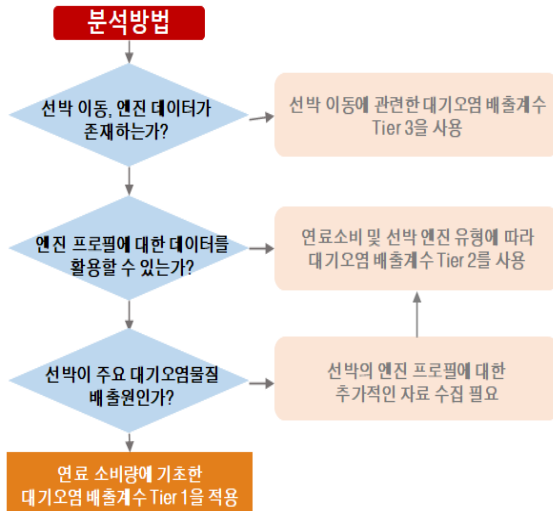 분석방법
선박 이동, 엔진 데이터가
존재하는가?
선박 이동에 관련한 대기오염 배출계수
Tier 3을 사용
엔진 프로필에 대한 데이터를
활용할 수 있는가?
연료소비 및 선박 엔진 유형에 따라
대기오염 배출계수 Tier 2를 사용
선박이 주요 대기오염물질
배출원인가?
선박의 엔진 프로필에 대한
추가적인 자료 수집 필요
연료 소비량에 기초한
대기오염 배출계수 Tier 1을 적용